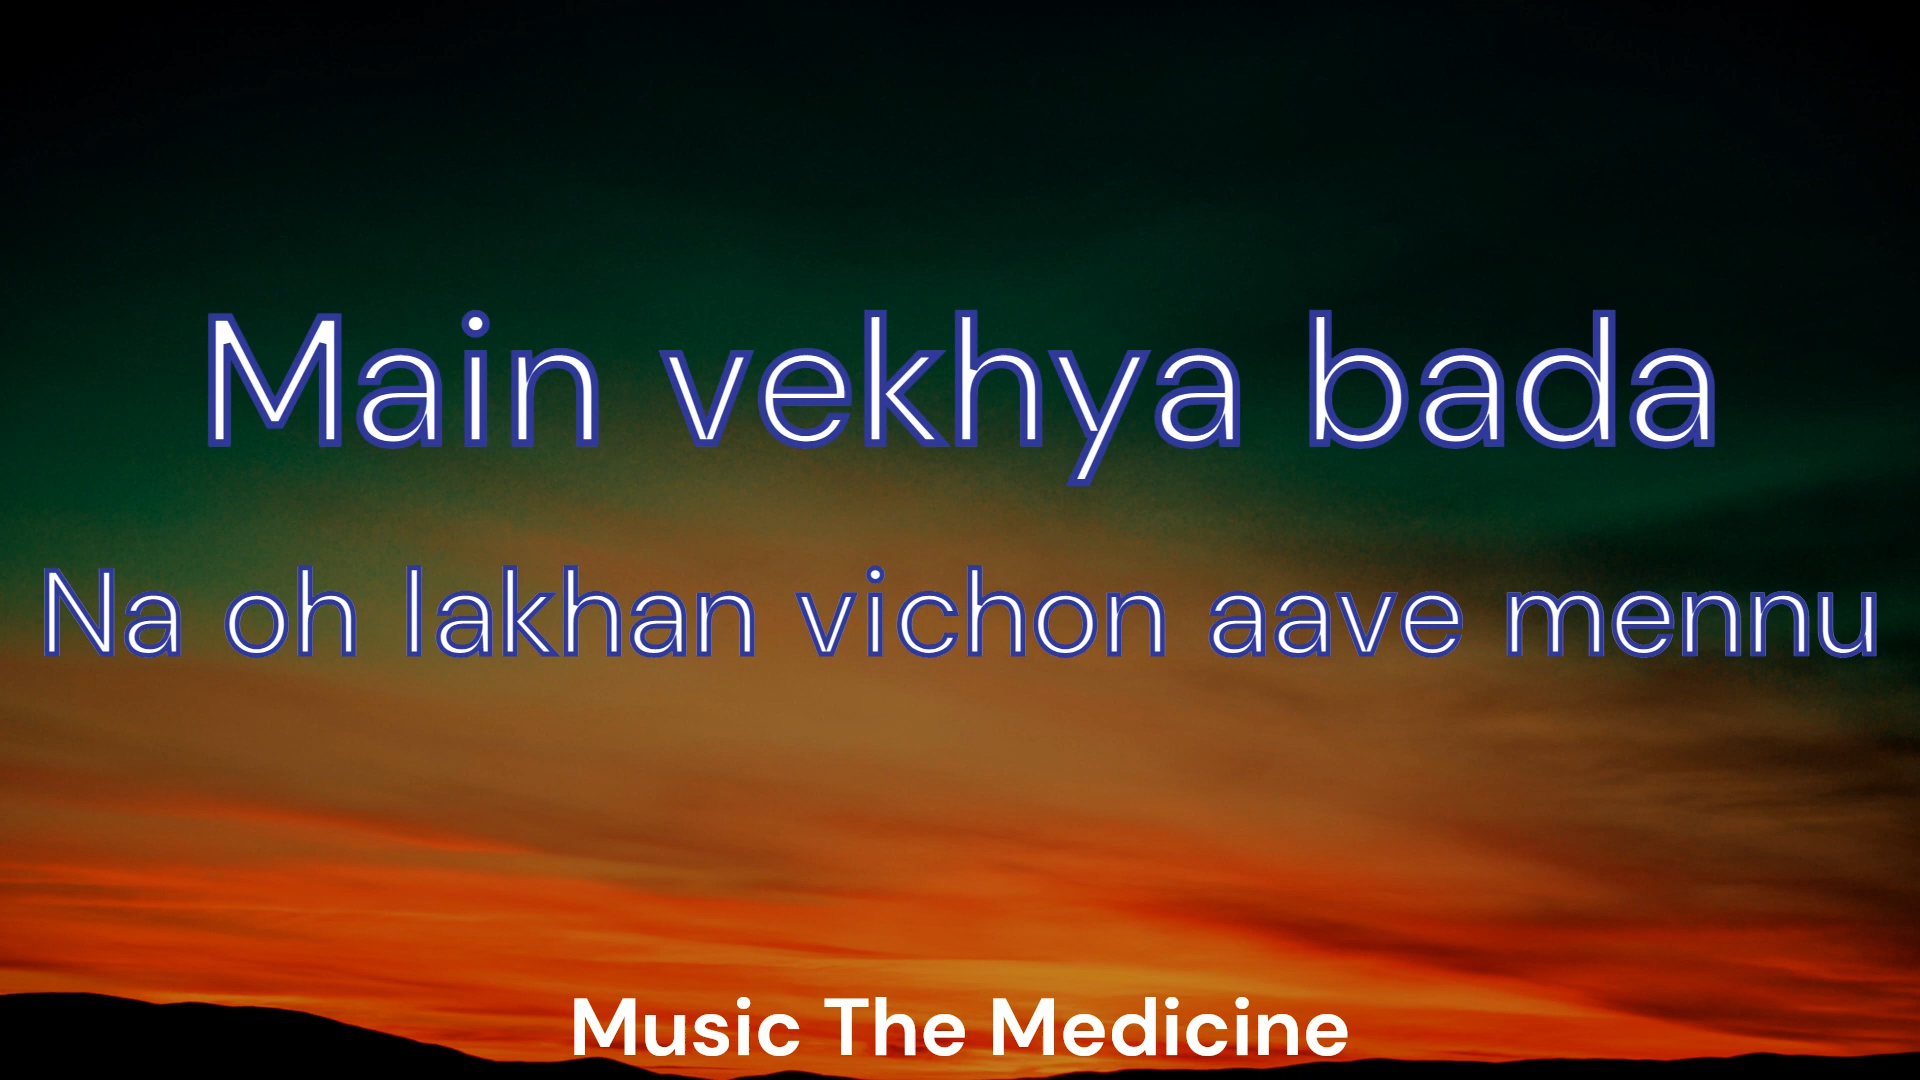 Main vekhya bada
Na oh lakhan vichon aave mennu
Music The Medicine